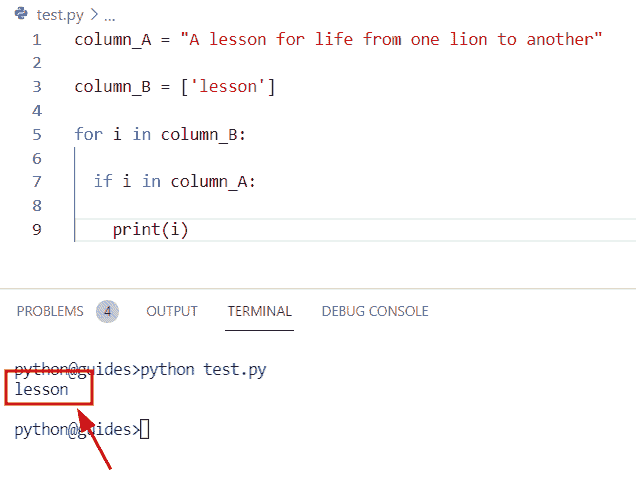 test.py > ...
1 column_A = "A lesson for life from one lion to another"
2
3 column_B = ['lesson']
4
5 for i in column_B:
6
7 if i in column_A:
8
9 print(i)
PROBLEMS 4 OUTPUT TERMINAL DEBUG CONSOLE
python@guides>python test.py
lesson
python@guides>